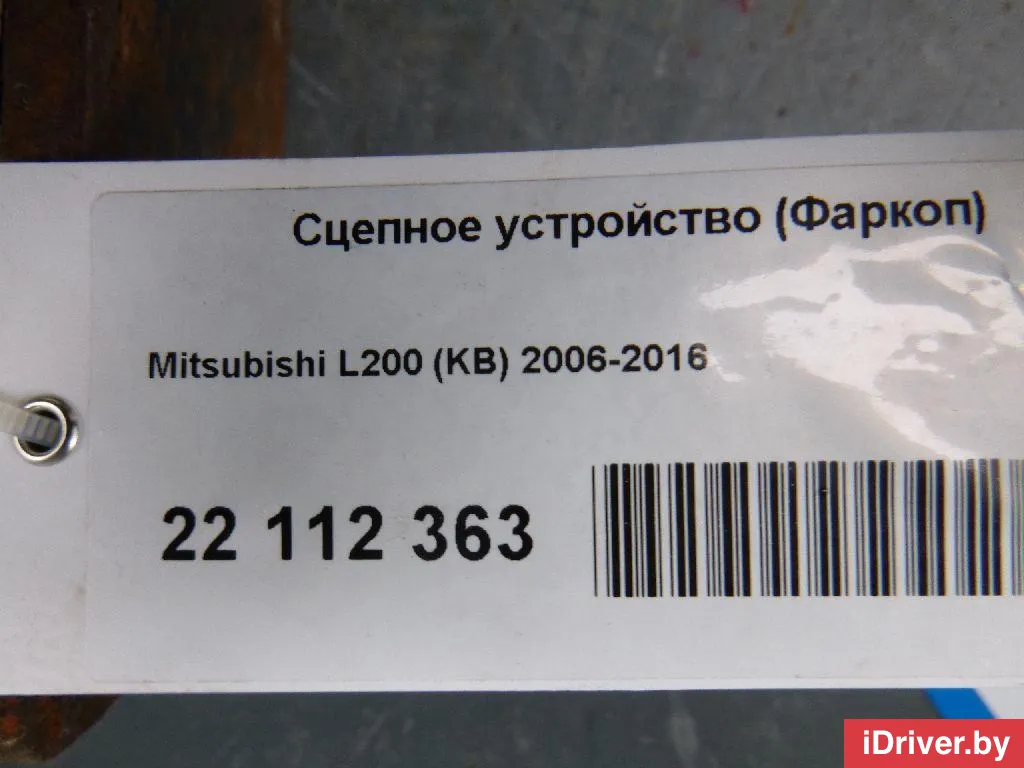 Сцепное устройство (Фаркоп)
Mitsubishi L200 (KB) 2006-2016
22 112 363
iDriver.by